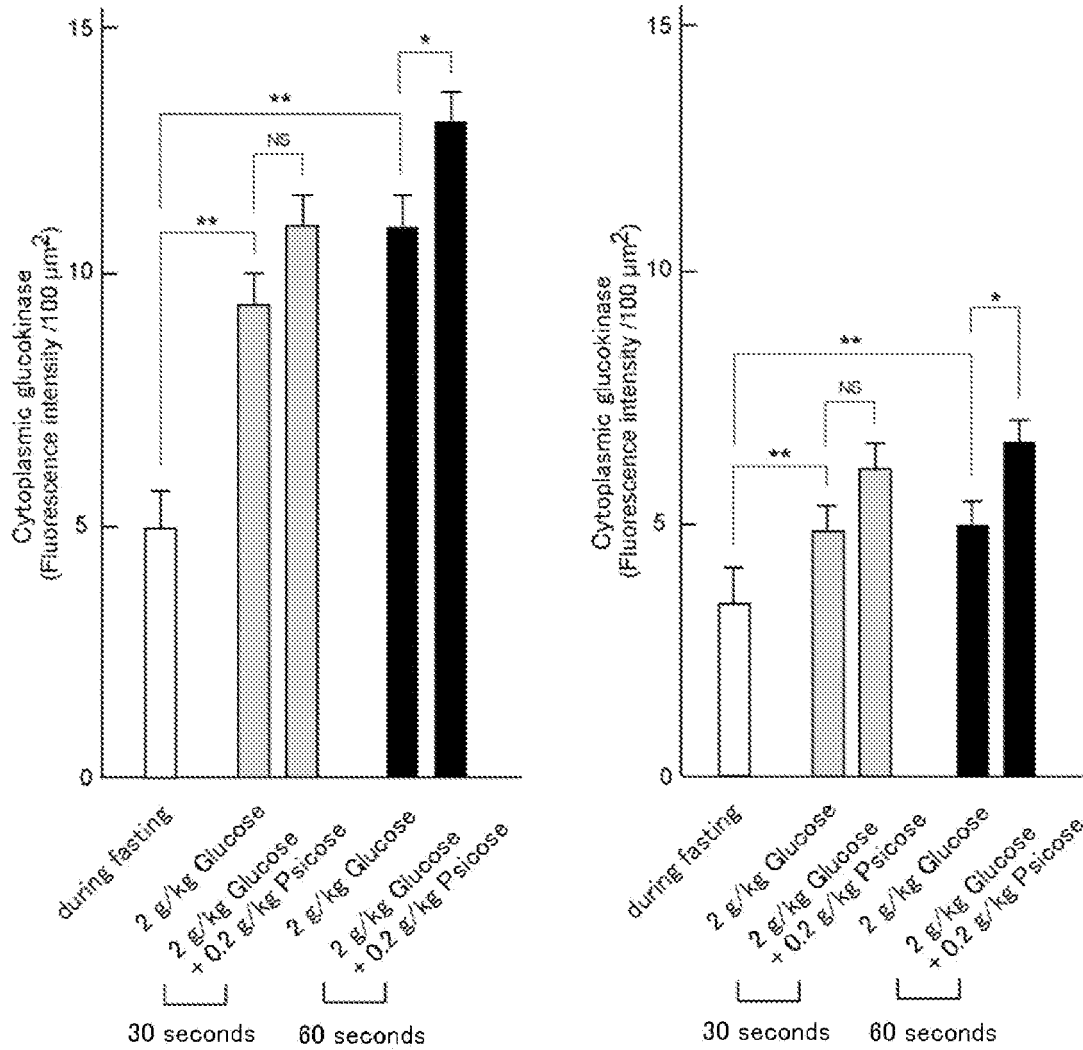 15
10
5
0
Cytoplasmic glucokinase
(Fluorescence intensity /100 μm²)
**
NS
**
*
during fasting
2 g/kg Glucose
2 g/kg Glucose
+ 0.2 g/kg Psicose
2 g/kg Glucose
2 g/kg Glucose
+ 0.2 g/kg Psicose
30 seconds
60 seconds
15
10
5
0
Cytoplasmic glucokinase
(Fluorescence intensity /100 μm²)
**
NS
**
*
during fasting
2 g/kg Glucose
2 g/kg Glucose
+ 0.2 g/kg Psicose
2 g/kg Glucose
2 g/kg Glucose
+ 0.2 g/kg Psicose
30 seconds
60 seconds